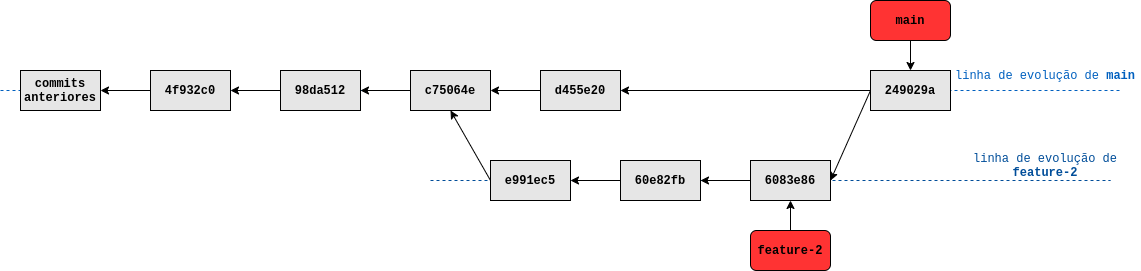 main
linha de evolução de main
commits
anteriores
4f932c0
98da512
c75064e
d455e20
249029a
linha de evolução de
feature-2
e991ec5
60e82fb
6083e86
feature-2